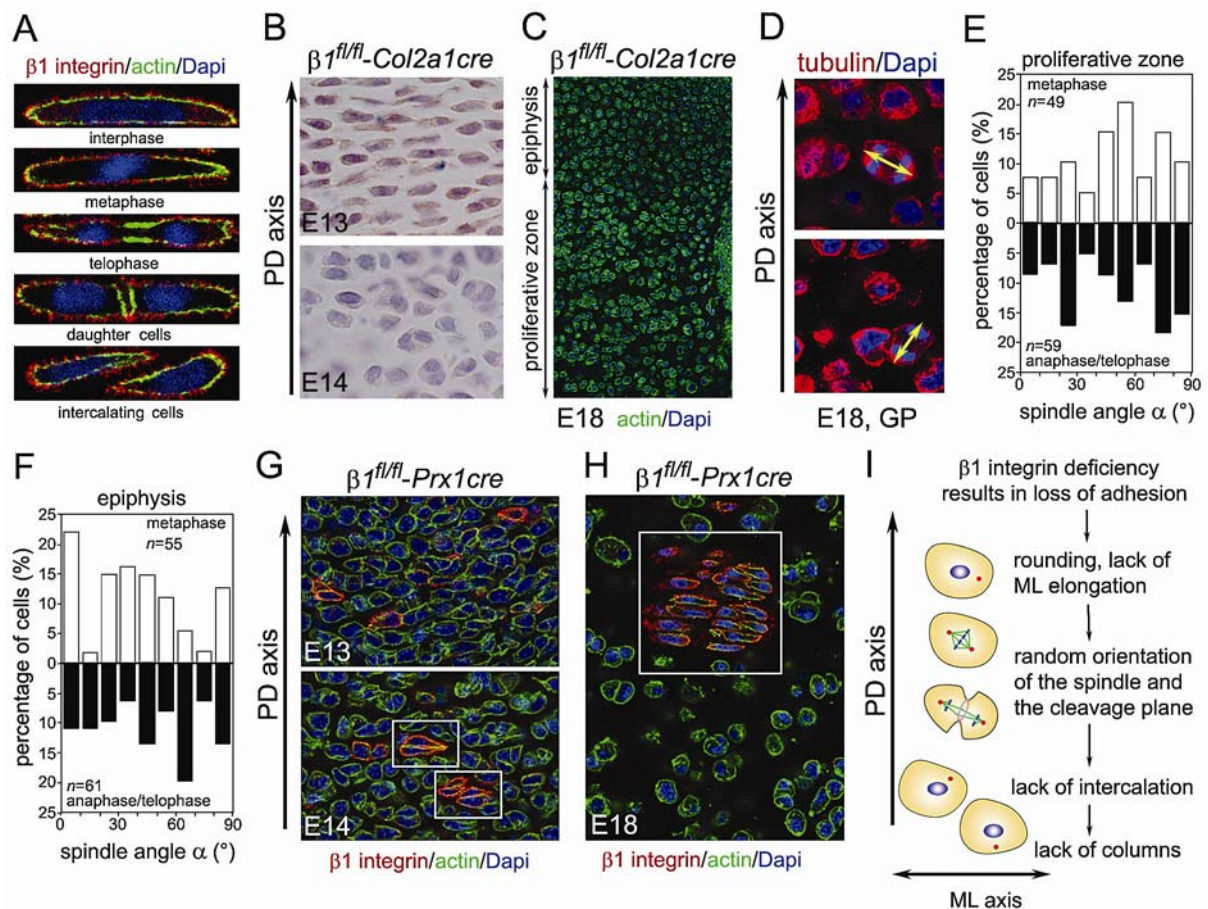 A
β1 integrin/actin/Dapi
interphase
metaphase
telophase
daughter cells
intercalating cells
B
β1fl/fl-Col2a1cre
PD axis
E13
E14
C
β1fl/fl-Col2a1cre
epiphysis
proliferative zone
E18 actin/Dapi
D
tubulin/Dapi
PD axis
E18, GP
E
proliferative zone
metaphase
n=49
percentage of cells (%)
25
20
15
10
5
0
5
10
15
20
25
n=59
anaphase/telophase
0 30 60 90
spindle angle α (°)
F
epiphysis
metaphase
n=55
percentage of cells (%)
25
20
15
10
5
0
5
10
15
20
25
n=61
anaphase/telophase
0 30 60 90
spindle angle α (°)
G
β1fl/fl-Prx1cre
PD axis
E13
E14
β1 integrin/actin/Dapi
H
β1fl/fl-Prx1cre
E18
β1 integrin/actin/Dapi
I
β1 integrin deficiency
results in loss of adhesion
rounding, lack of
ML elongation
random orientation
of the spindle and
the cleavage plane
lack of intercalation
lack of columns
PD axis
ML axis